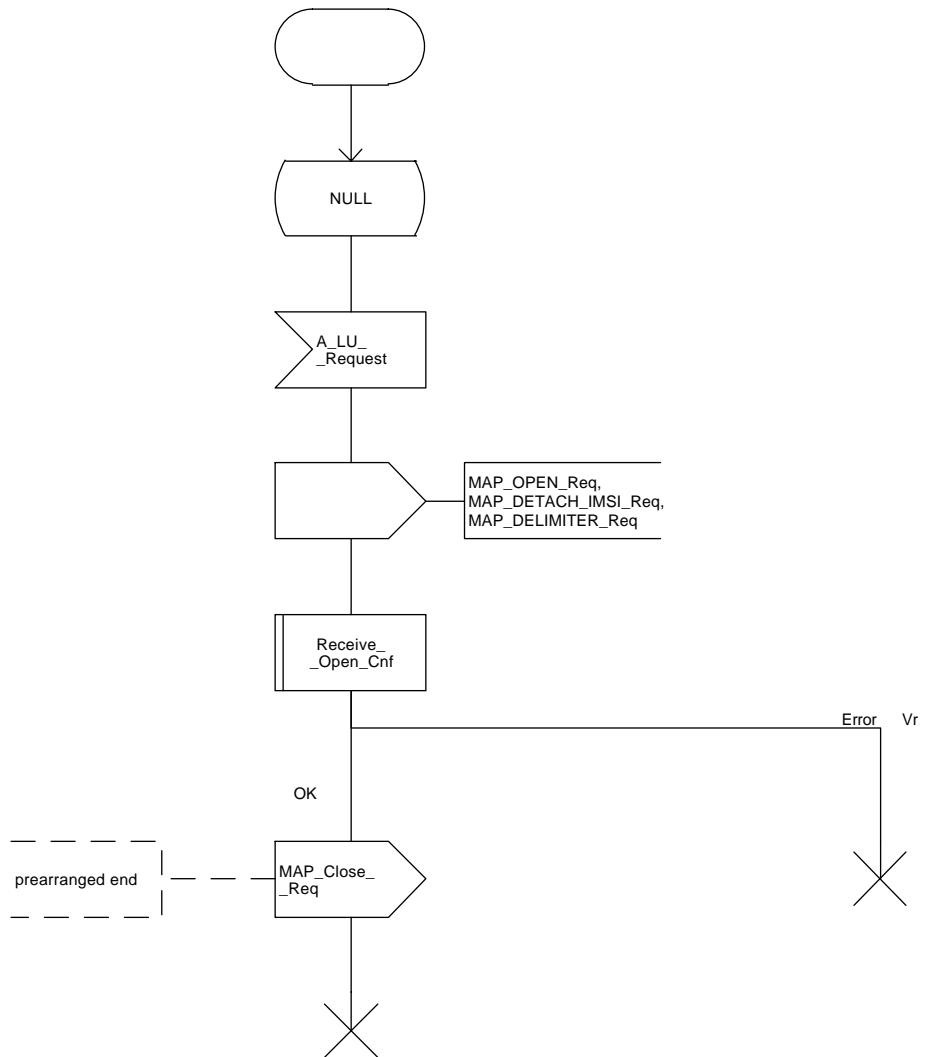 NULL
A_LU_
_Request
MAP_OPEN_Req,
MAP_DETACH_IMSI_Req,
MAP_DELIMITER_Req
Receive_
_Open_Cnf
Error Vr
OK
MAP_Close_
_Req
prearranged end